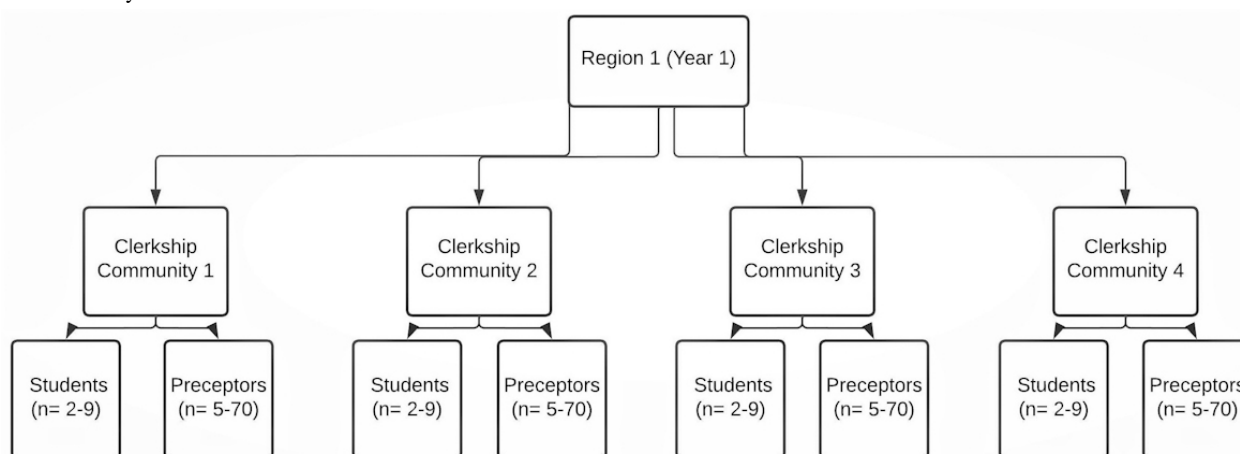 Region 1 (Year 1)
Clerkship
Community 1
Clerkship
Community 2
Clerkship
Community 3
Clerkship
Community 4
Students
(n= 2-9)
Preceptors
(n= 5-70)
Students
(n= 2-9)
Preceptors
(n= 5-70)
Students
(n= 2-9)
Preceptors
(n= 5-70)
Students
(n= 2-9)
Preceptors
(n= 5-70)